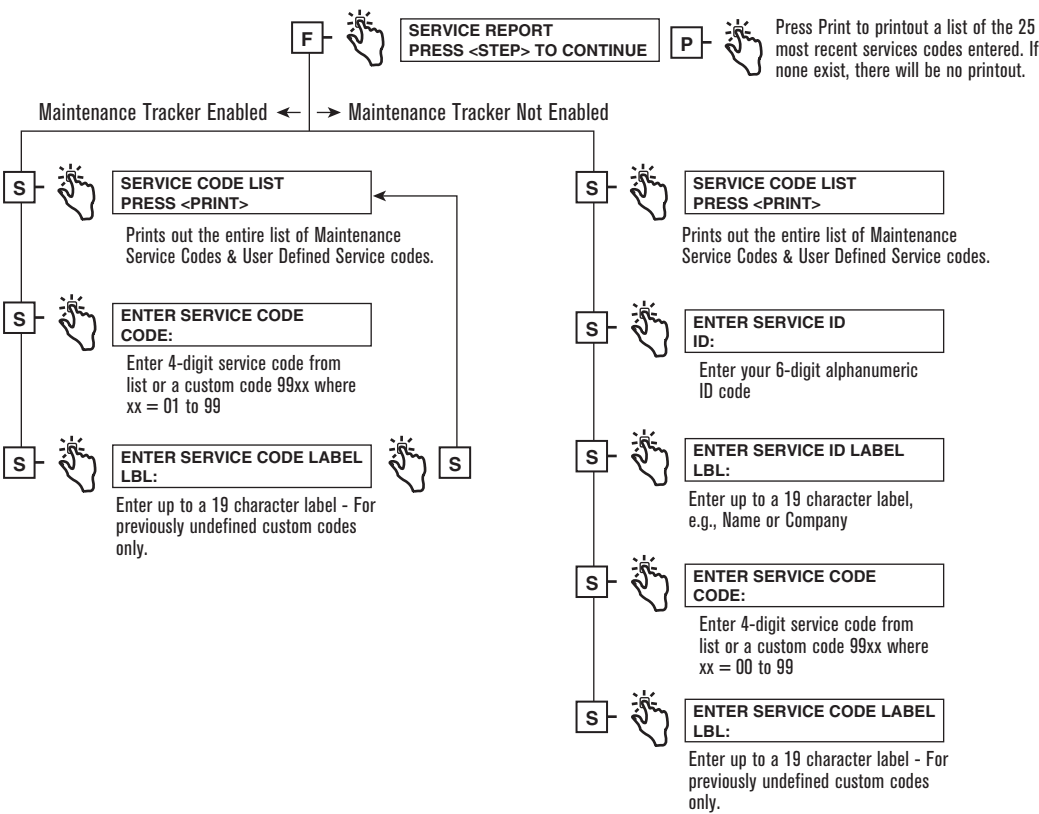 F
SERVICE REPORT
PRESS <STEP> TO CONTINUE
P
Press Print to printout a list of the 25
most recent services codes entered. If
none exist, there will be no printout.
Maintenance Tracker Enabled
Maintenance Tracker Not Enabled
S
SERVICE CODE LIST
PRESS <PRINT>
Prints out the entire list of Maintenance
Service Codes & User Defined Service codes.
S
ENTER SERVICE CODE
CODE:
Enter 4-digit service code from
list or a custom code 99xx where
xx = 01 to 99
S
ENTER SERVICE CODE LABEL
LBL:
S
Enter up to a 19 character label - For
previously undefined custom codes
only.
S
SERVICE CODE LIST
PRESS <PRINT>
Prints out the entire list of Maintenance
Service Codes & User Defined Service codes.
S
ENTER SERVICE ID
ID:
Enter your 6-digit alphanumeric
ID code
S
ENTER SERVICE ID LABEL
LBL:
Enter up to a 19 character label,
e.g., Name or Company
S
ENTER SERVICE CODE
CODE:
Enter 4-digit service code from
list or a custom code 99xx where
xx = 00 to 99
S
ENTER SERVICE CODE LABEL
LBL:
Enter up to a 19 character label - For
previously undefined custom codes
only.